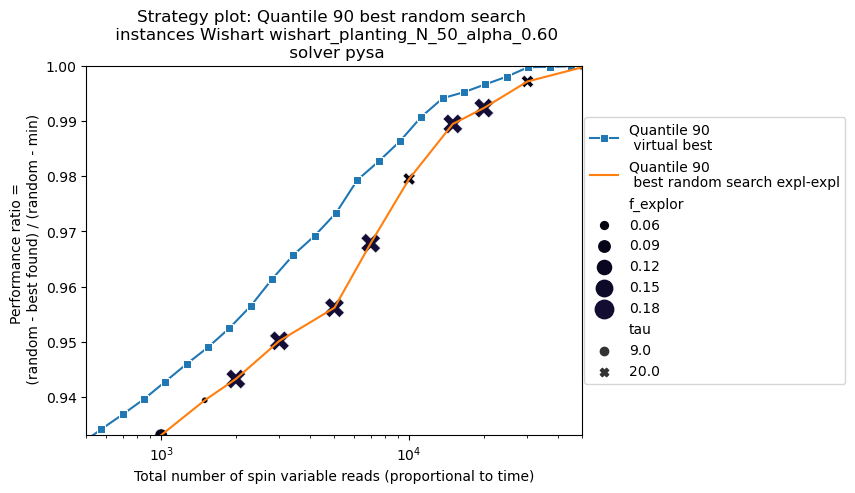 Strategy plot: Quantile 90 best random search
instances Wishart wishart_planting_N_50_alpha_0.60
solver pysa
1.00
0.99
0.98
0.97
0.96
0.95
0.94
Performance ratio =
(random - best found) / (random - min)
10^3
10^4
Total number of spin variable reads (proportional to time)
Quantile 90
virtual best
Quantile 90
best random search expl-expl
f_explor
0.06
0.09
0.12
0.15
0.18
tau
9.0
20.0